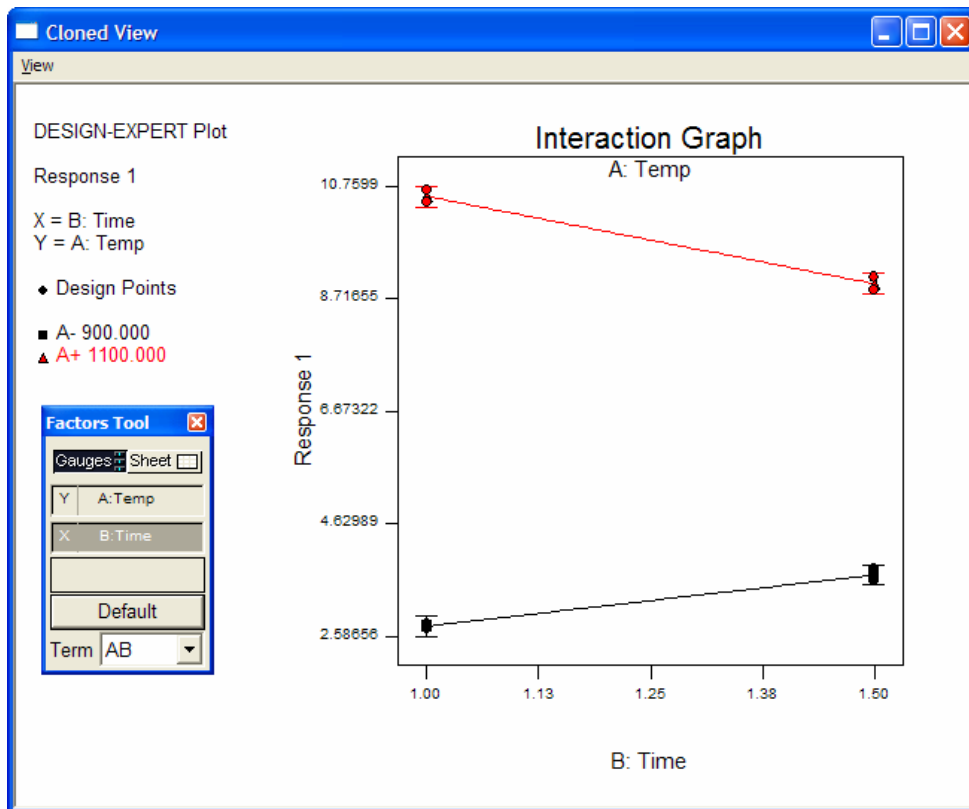 Cloned View
View
DESIGN-EXPERT Plot
Response 1
X = B: Time
Y = A: Temp
Design Points
A- 900.000
A+ 1100.000
Factors Tool
Gauges Sheet
Y A:Temp
X B:Time
Default
Term AB
Interaction Graph
A: Temp
Response 1
10.7599
8.71655
6.67322
4.62989
2.58656
1.00 1.13 1.25 1.38 1.50
B: Time